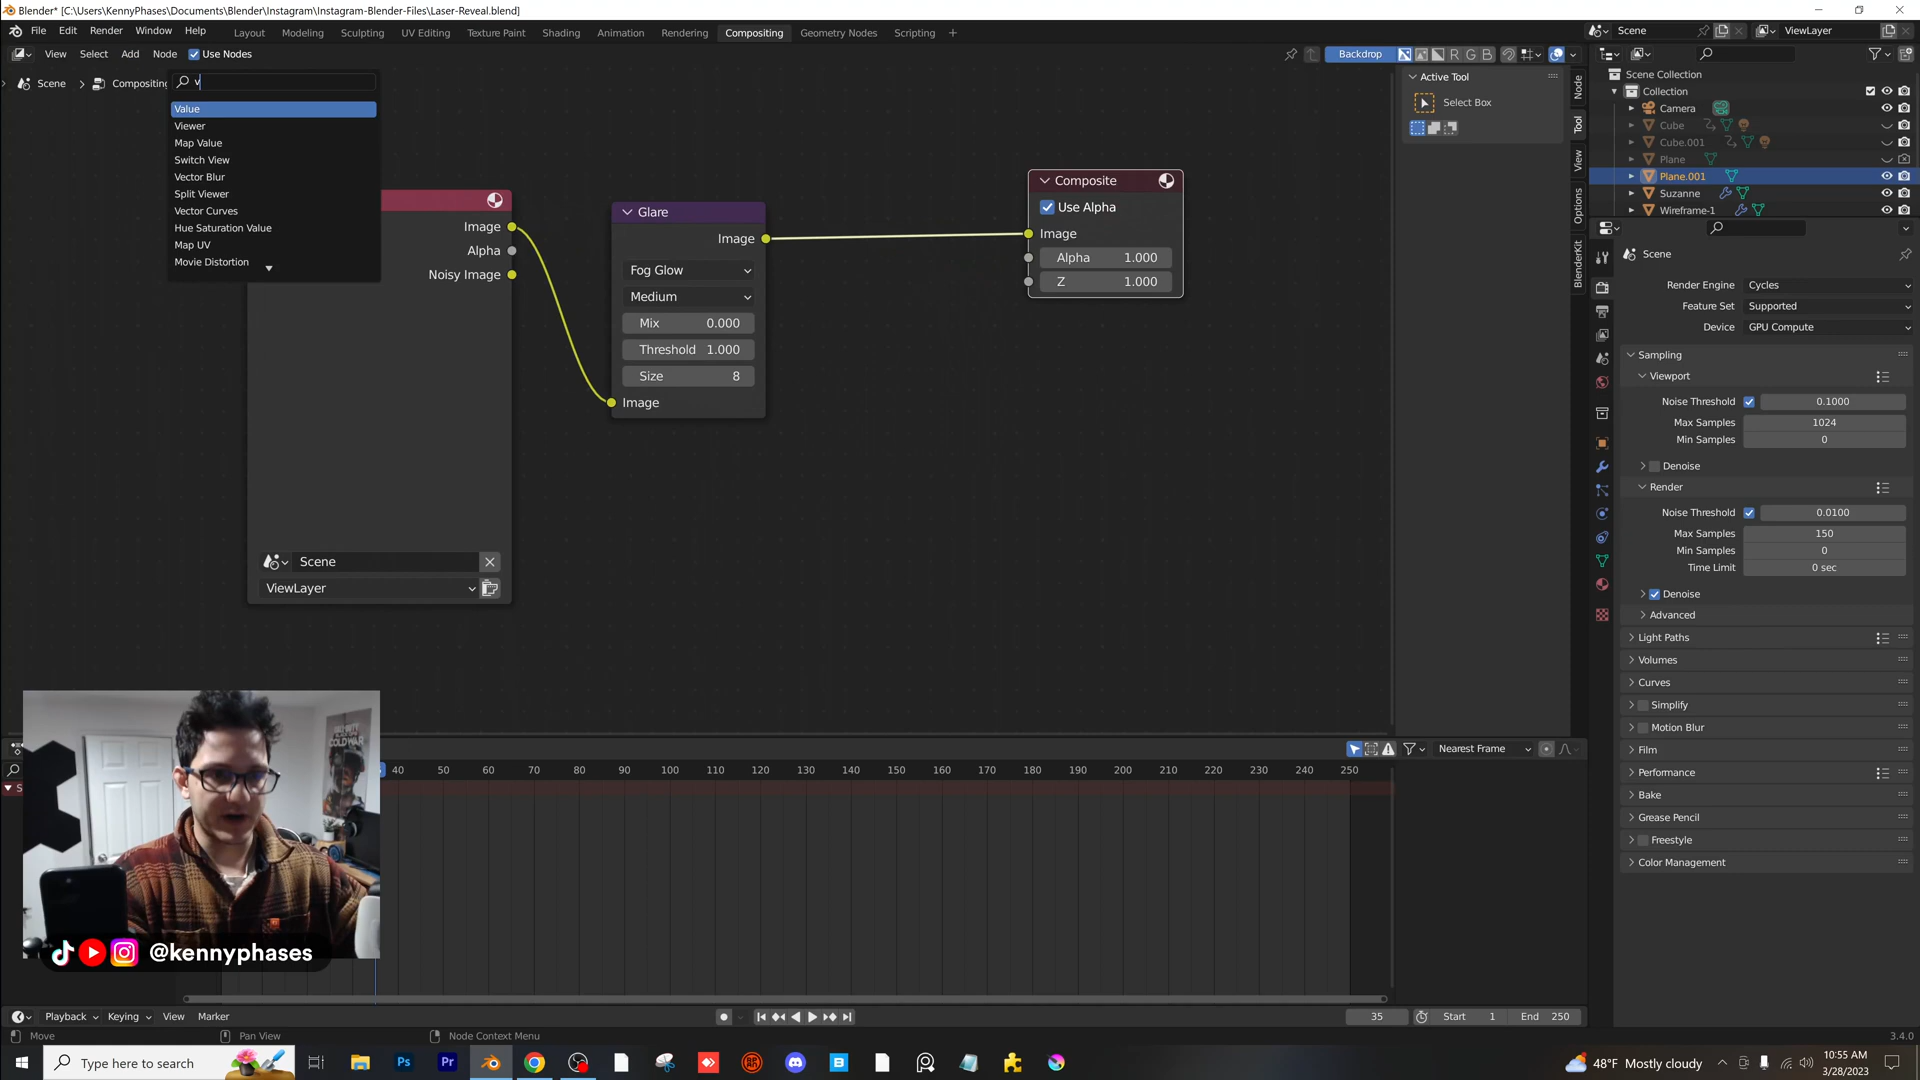 Blender* [C:\Users\KennyPhases\Documents\Blender\Instagram\Instagram-Blender-Files\Laser-Reveal.blend]
File Edit Render Window Help Layout Modeling Sculpting UV Editing Texture Paint Shading Animation Rendering Compositing Geometry Nodes Scripting Scene ViewLayer
View Select Add Node Use Nodes Backdrop R G B
Scene Compositing
v
Value
Viewer
Map Value
Switch View
Vector Blur
Split Viewer
Vector Curves
Hue Saturation Value
Map UV
Movie Distortion
Image
Alpha
Noisy Image
Scene
ViewLayer
Glare
Image
Fog Glow
Medium
Mix 0.000
Threshold 1.000
Size 8
Image
Composite
Use Alpha
Image
Alpha 1.000
Z 1.000
Active Tool
Select Box
Node
Tool
View
Options
BlenderKit
Scene Collection
Collection
Camera
Cube
Cube.001
Plane
Plane.001
Suzanne
Wireframe-1
Scene
Render Engine Cycles
Feature Set Supported
Device GPU Compute
Sampling
Viewport
Noise Threshold 0.1000
Max Samples 1024
Min Samples 0
Denoise
Render
Noise Threshold 0.0100
Max Samples 150
Min Samples 0
Time Limit 0 sec
Denoise
Advanced
Light Paths
Volumes
Curves
Simplify
Motion Blur
Film
Performance
Bake
Grease Pencil
Freestyle
Color Management
Nearest Frame
40 50 60 70 80 90 100 110 120 130 140 150 160 170 180 190 200 210 220 230 240 250
COLD WAR
@kennyphases
Playback Keying View Marker 35 Start 1 End 250
Move Pan View Node Context Menu 3.4.0
Type here to search Ps Pr 48°F Mostly cloudy 10:55 AM
3/28/2023